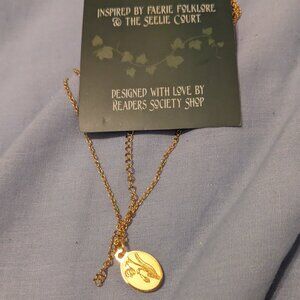 INSPIRED BY FAERIE FOLKLORE
& THE SEELIE COURT.
DESIGNED WITH LOVE BY
READERS SOCIETY SHOP